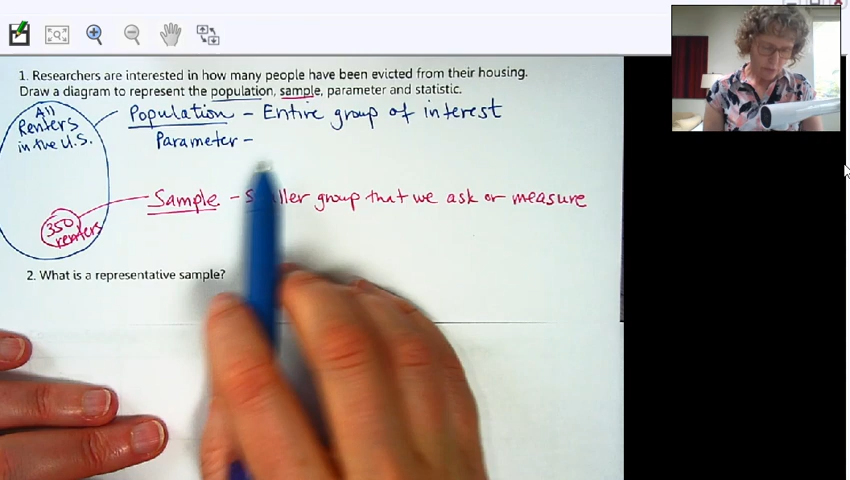 1. Researchers are interested in how many people have been evicted from their housing.
Draw a diagram to represent the population, sample, parameter and statistic.
All
Renters
in the U.S.
Population - Entire group of interest
Parameter -
Sample - group that we ask or measure
350
renters
2. What is a representative sample?